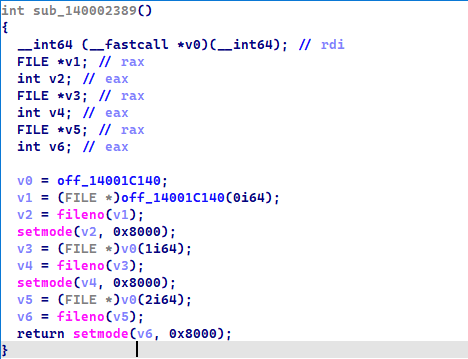 int sub_140002389()
{
  __int64 (__fastcall *v0)(__int64); // rdi
  FILE *v1; // rax
  int v2; // eax
  FILE *v3; // rax
  int v4; // eax
  FILE *v5; // rax
  int v6; // eax

  v0 = off_14001C140;
  v1 = (FILE *)off_14001C140(0i64);
  v2 = fileno(v1);
  setmode(v2, 0x8000);
  v3 = (FILE *)v0(1i64);
  v4 = fileno(v3);
  setmode(v4, 0x8000);
  v5 = (FILE *)v0(2i64);
  v6 = fileno(v5);
  return setmode(v6, 0x8000);
}